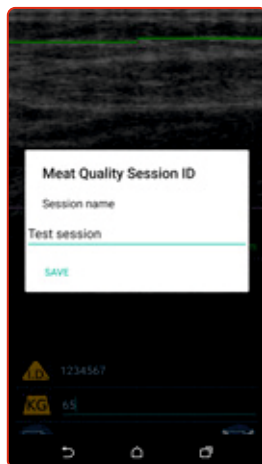 Meat Quality Session ID
Session name
Test session
SAVE
I.D
1234567
KG
65